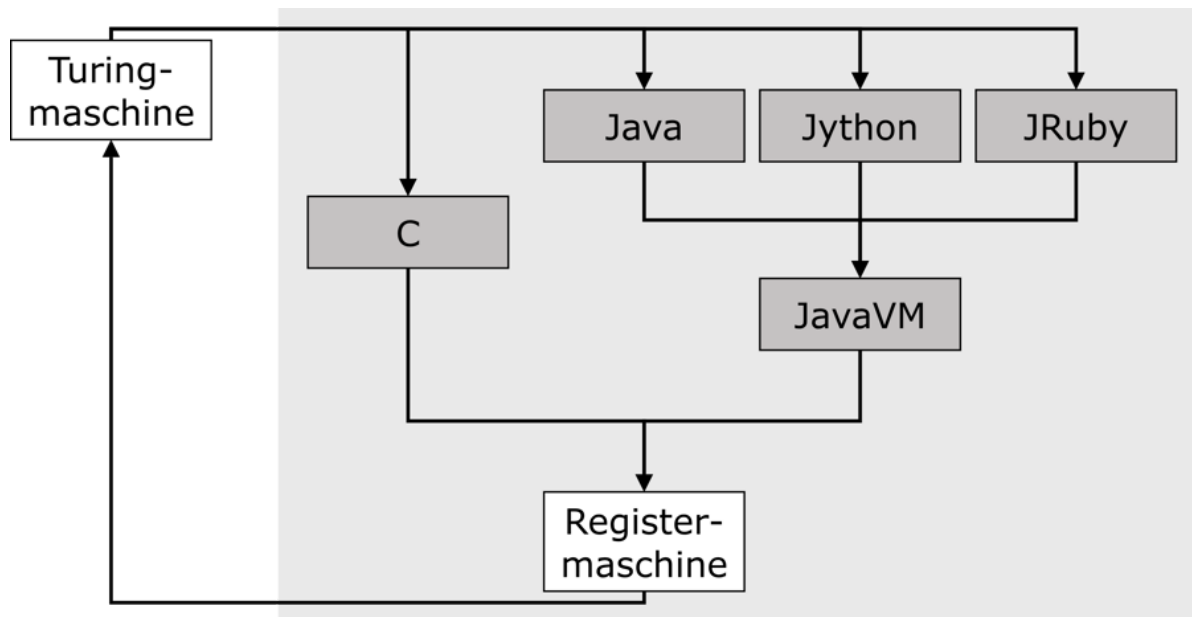 Turing-
maschine
Java
Jython
JRuby
C
JavaVM
Register-
maschine